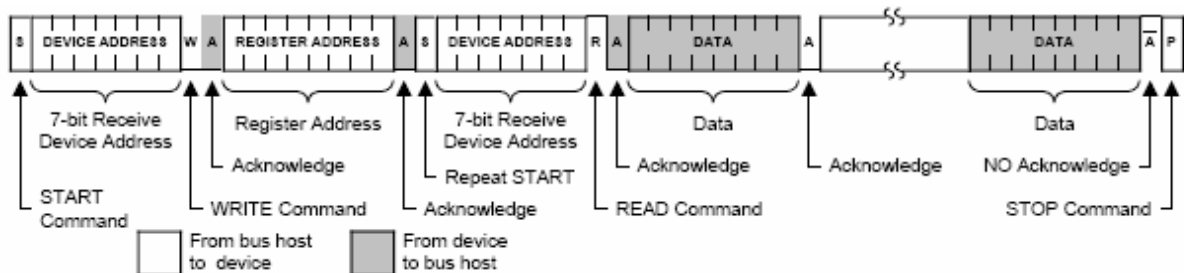 S DEVICE ADDRESS W A REGISTER ADDRESS A S DEVICE ADDRESS R A DATA A DATA A P
7-bit Receive
Device Address
Register Address
7-bit Receive
Device Address
Data
Data
Acknowledge
Repeat START
Acknowledge
Acknowledge
NO Acknowledge
START
Command
WRITE Command
Acknowledge
READ Command
STOP Command
From bus host
to device
From device
to bus host